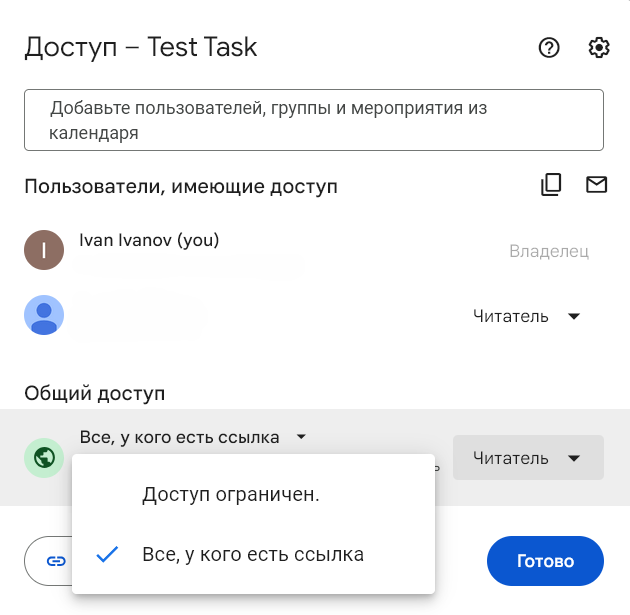 Доступ – Test Task
Добавьте пользователей, группы и мероприятия из
календаря
Пользователи, имеющие доступ
I
Ivan Ivanov (you)
Владелец
Читатель
Общий доступ
Все, у кого есть ссылка
Читатель
Доступ ограничен.
Все, у кого есть ссылка
Готово